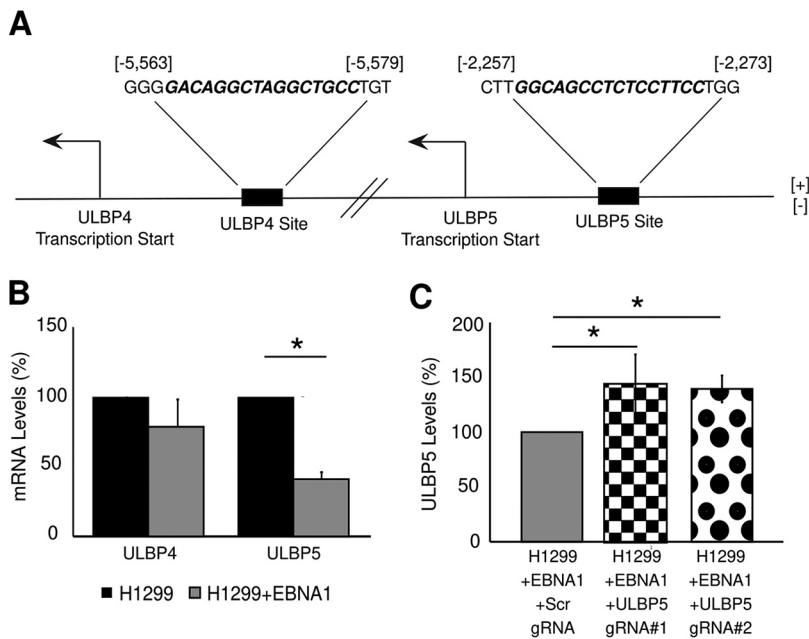 A
[-5,563] [-5,579] [-2,257] [-2,273]
GGGGACAGGCTAGGCTGCCTGT CTTGGCAGCCTCTCCTTCCTGG
[+]
[-]
ULBP4 ULBP4 Site ULBP5 ULBP5 Site
Transcription Start Transcription Start
B
150
100
50
0
mRNA Levels (%)
*
ULBP4 ULBP5
H1299 H1299+EBNA1
C
200
150
100
50
0
ULBP5 Levels (%)
*
*
H1299 H1299 H1299
+EBNA1 +EBNA1 +EBNA1
+Scr +ULBP5 +ULBP5
gRNA gRNA#1 gRNA#2